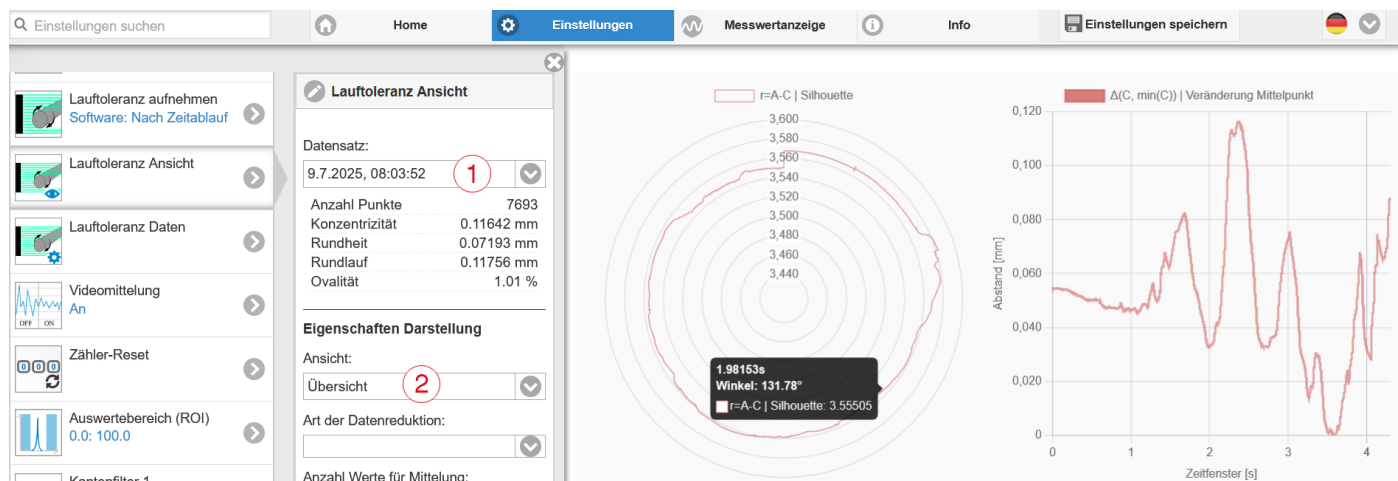 Einstellungen suchen
Home
Einstellungen
Messwertanzeige
Info
Einstellungen speichern
Lauftoleranz aufnehmen
Software: Nach Zeitablauf
Lauftoleranz Ansicht
Lauftoleranz Daten
OFF ON
Videomittelung
An
000
Zähler-Reset
Auswertebereich (ROI)
0.0: 100.0
Kantenfilter 1
Lauftoleranz Ansicht
Datensatz:
9.7.2025, 08:03:52
1
Anzahl Punkte 7693
Konzentrizität 0.11642 mm
Rundheit 0.07193 mm
Rundlauf 0.11756 mm
Ovalität 1.01 %
Eigenschaften Darstellung
Ansicht:
Übersicht
2
Art der Datenreduktion:
Anzahl Werte für Mittelung:
r=A-C | Silhouette
3,600
3,580
3,560
3,540
3,520
3,500
3,480
3,460
3,440
1.98153s
Winkel: 131.78°
r=A-C | Silhouette: 3.55505
Δ(C, min(C)) | Veränderung Mittelpunkt
0,120
0,100
0,080
0,060
0,040
0,020
0
Abstand [mm]
0 1 2 3 4
Zeitfenster [s]